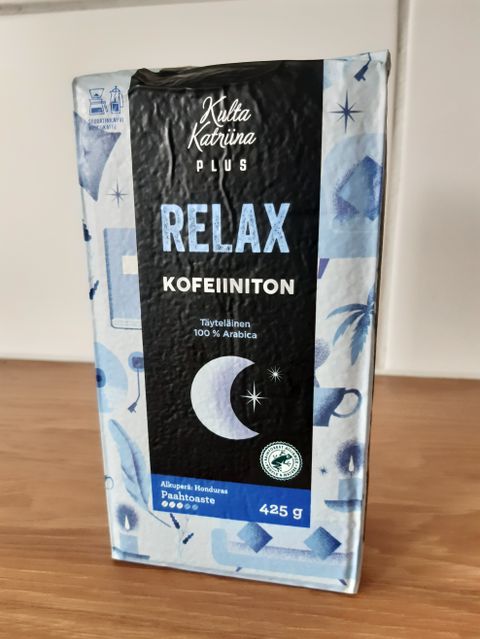 Kulta
Katriina
PLUS
RELAX
KOFEIINITON
Täyteläinen
100 % Arabica
Alkuperä: Honduras
Paahtoaste
425 g